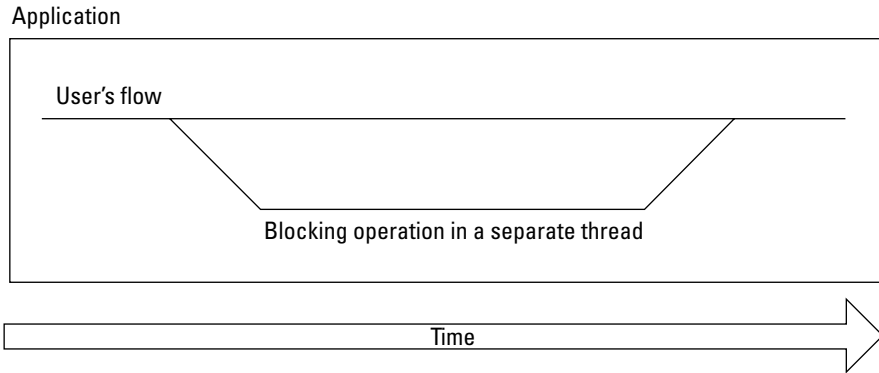 Application
User’s flow
Blocking operation in a separate thread
Time